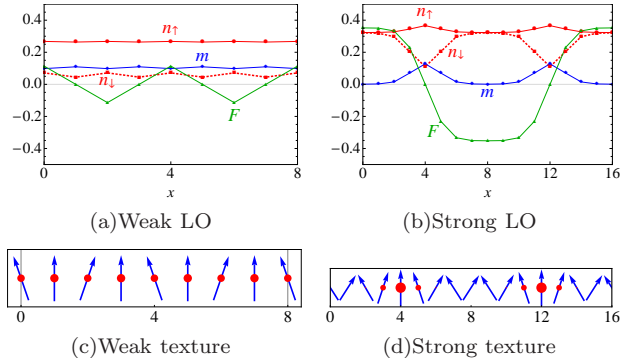 0.4
0.2
0.0
−0.2
−0.4
n↑
m
n↓
F
0 2 4 6 8
x
(a)Weak LO
0.4
0.2
0.0
−0.2
−0.4
n↑
n↓
m
F
0 4 8 12 16
x
(b)Strong LO
0 4 8
(c)Weak texture
0 4 8 12 16
(d)Strong texture